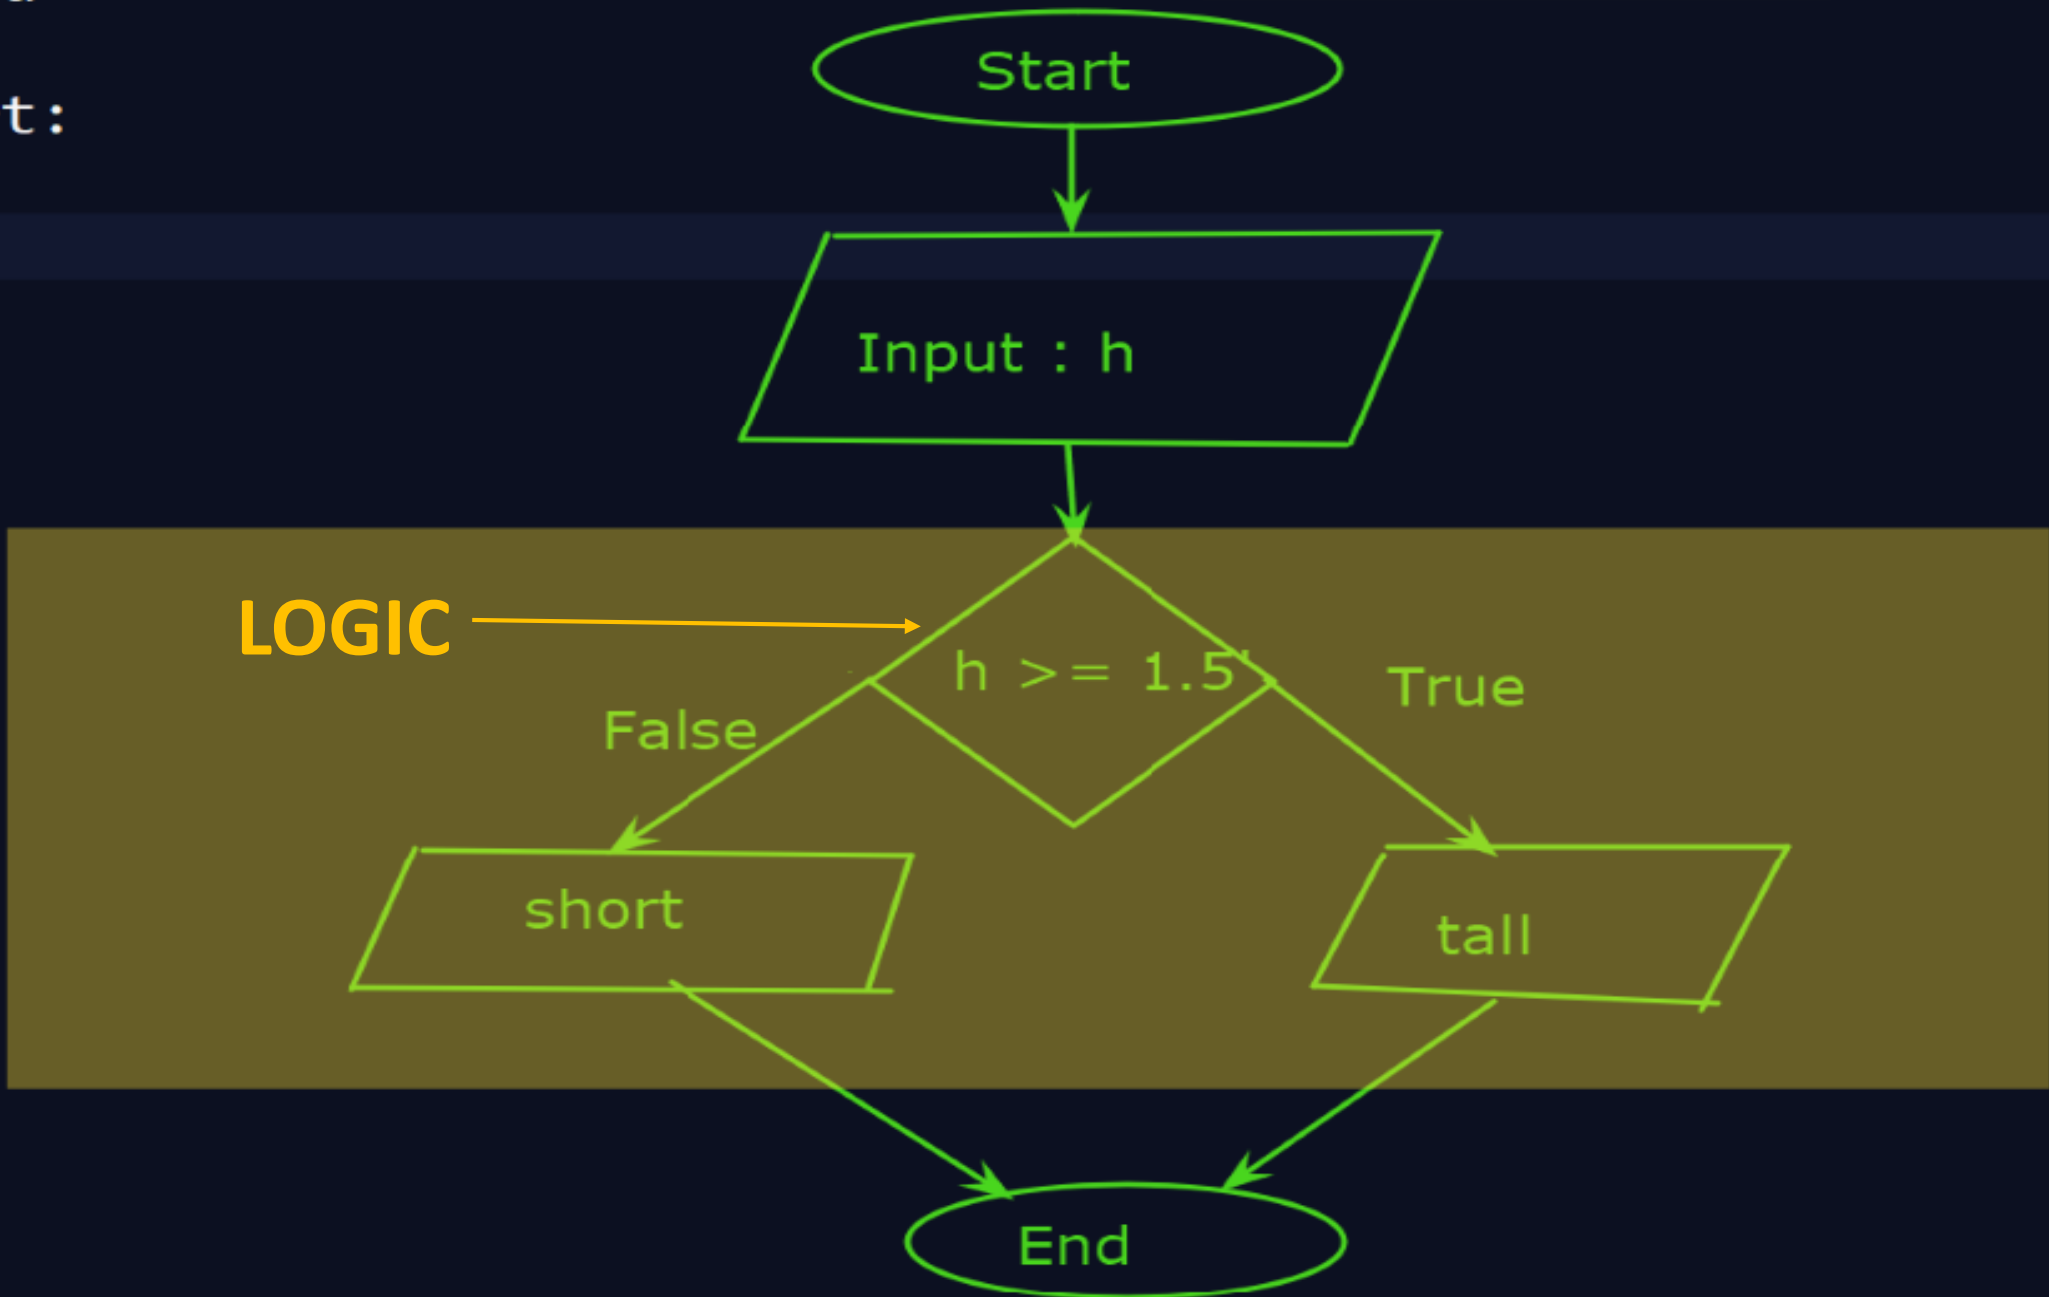 t:
Start
Input : h
LOGIC
h >= 1.5'
True
False
short
tall
End